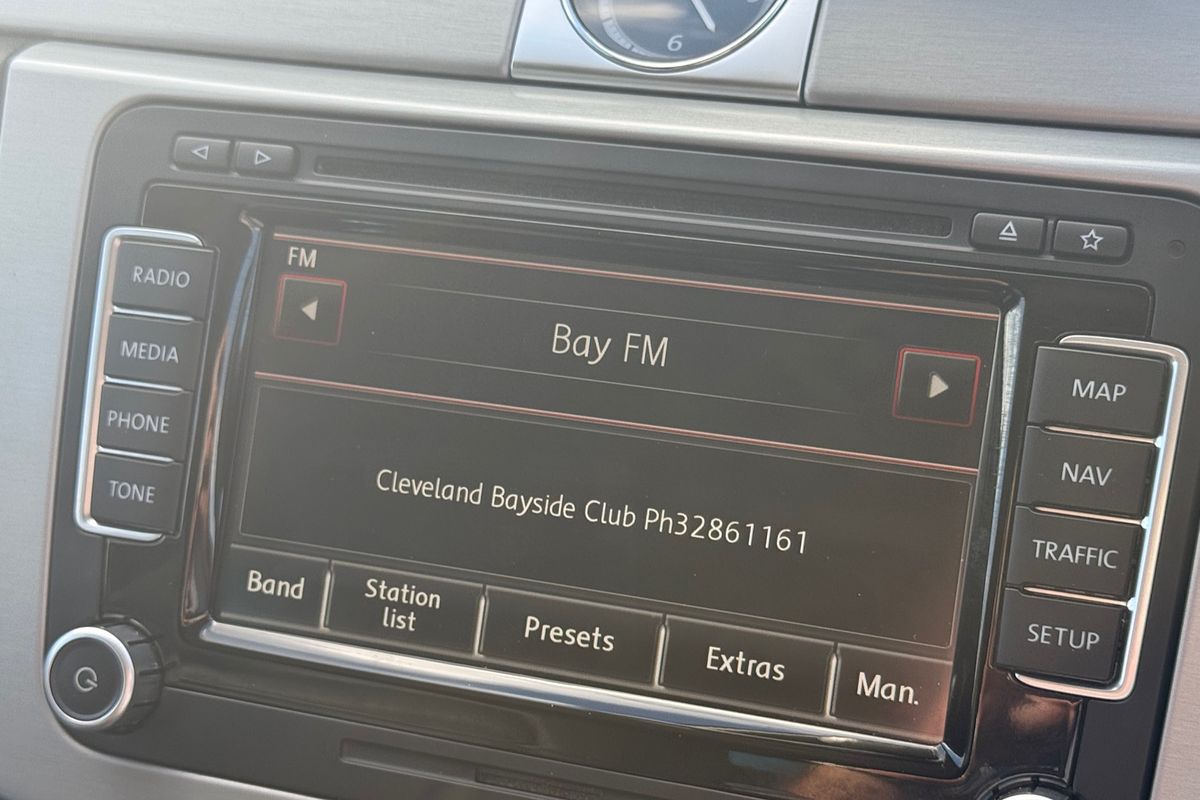 6
RADIO
MEDIA
PHONE
TONE
FM
Bay FM
Cleveland Bayside Club Ph32861161
Band
Station
list
Presets
Extras
Man.
MAP
NAV
TRAFFIC
SETUP